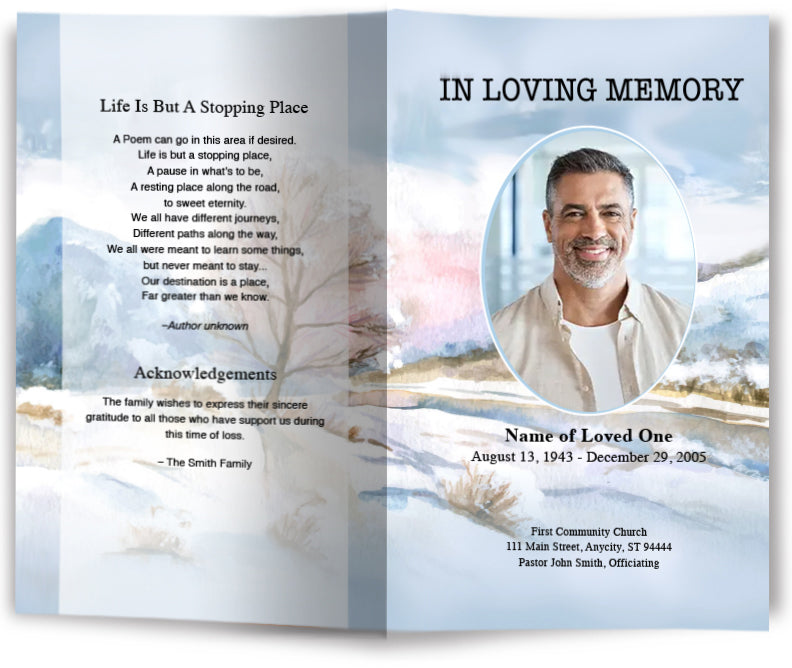 Life Is But A Stopping Place
A Poem can go in this area if desired.
Life is but a stopping place,
A pause in what's to be,
A resting place along the road,
to sweet eternity.
We all have different journeys,
Different paths along the way,
We all were meant to learn some things,
but never meant to stay...
Our destination is a place,
Far greater than we know.
–Author unknown
Acknowledgements
The family wishes to express their sincere
gratitude to all those who have support us during
this time of loss.
– The Smith Family
IN LOVING MEMORY
Name of Loved One
August 13, 1943 - December 29, 2005
First Community Church
111 Main Street, Anycity, ST 94444
Pastor John Smith, Officiating